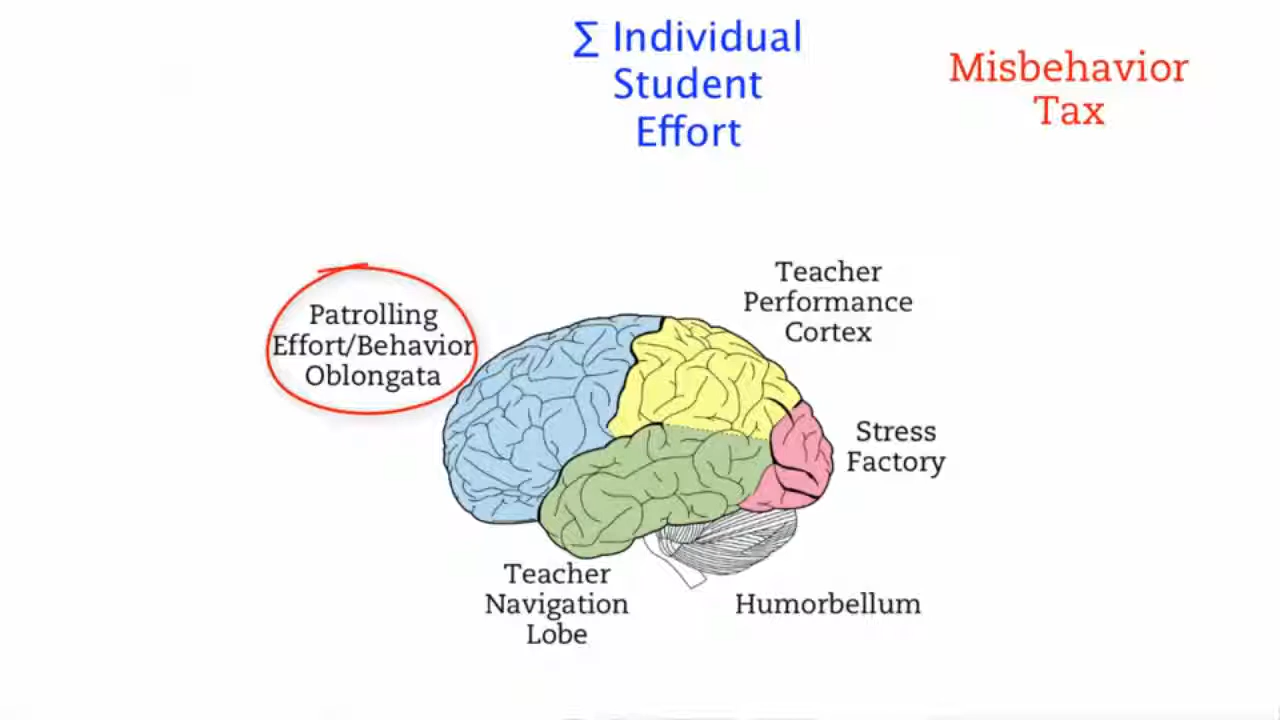 ∑ Individual
Student
Effort
Misbehavior
Tax
Patrolling
Effort/Behavior
Oblongata
Teacher
Performance
Cortex
Stress
Factory
Teacher
Navigation
Lobe
Humorbellum